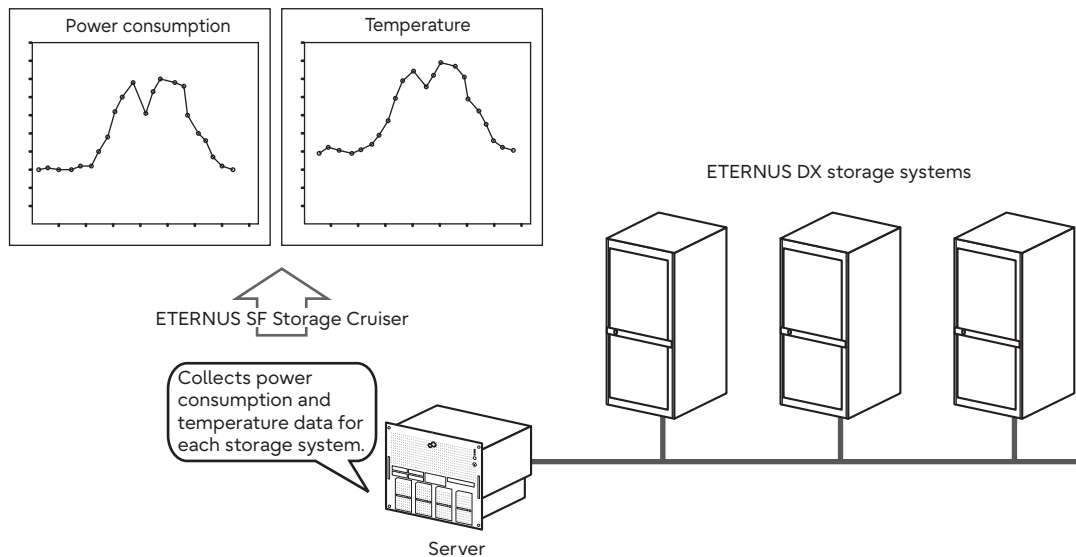 Power consumption
Temperature
ETERNUS DX storage systems
ETERNUS SF Storage Cruiser
Collects power
consumption and
temperature data for
each storage system.
Server